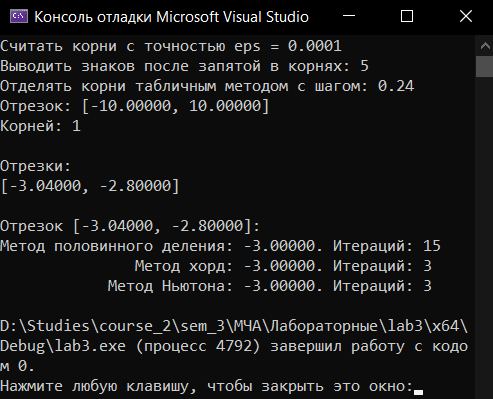 Консоль отладки Microsoft Visual Studio
Считать корни с точностью eps = 0.0001
Выводить знаков после запятой в корнях: 5
Отделять корни табличным методом с шагом: 0.24
Отрезок: [-10.00000, 10.00000]
Корней: 1
Отрезки:
[-3.04000, -2.80000]
Отрезок [-3.04000, -2.80000]:
Метод половинного деления: -3.00000. Итераций: 15
Метод хорд: -3.00000. Итераций: 3
Метод Ньютона: -3.00000. Итераций: 3
D:\Studies\course_2\sem_3\МЧА\Лабораторные\lab3\x64\
Debug\lab3.exe (процесс 4792) завершил работу с кодо
м 0.
Нажмите любую клавишу, чтобы закрыть это окно: